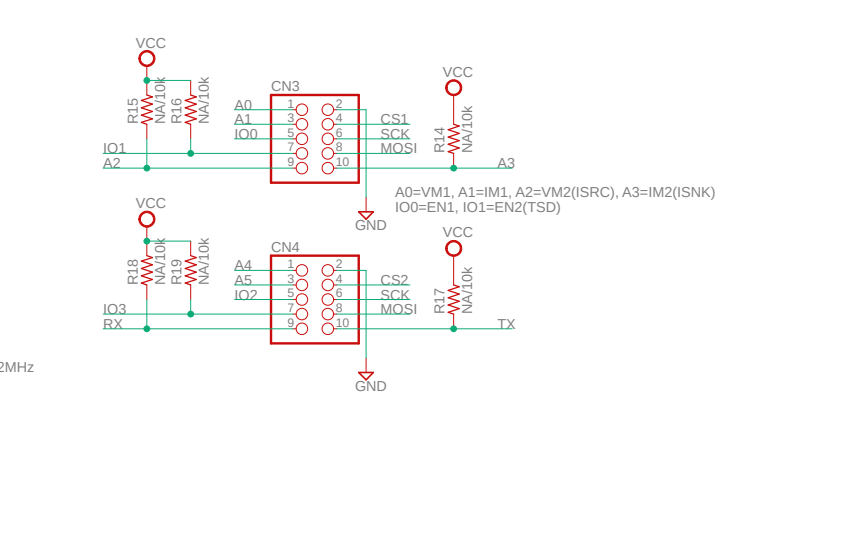 VCC
VCC
CN3
R15
NA/10k
R16
NA/10k
R14
NA/10k
A0 1 2
A1 3 4 CS1
IO0 5 6 SCK
IO1 7 8 MOSI
A2 9 10 A3
A0=VM1, A1=IM1, A2=VM2(ISRC), A3=IM2(ISNK)
IO0=EN1, IO1=EN2(TSD)
VCC
GND
VCC
CN4
R18
NA/10k
R19
NA/10k
R17
NA/10k
A4 1 2
A5 3 4 CS2
IO2 5 6 SCK
IO3 7 8 MOSI
RX 9 10 TX
2MHz
GND